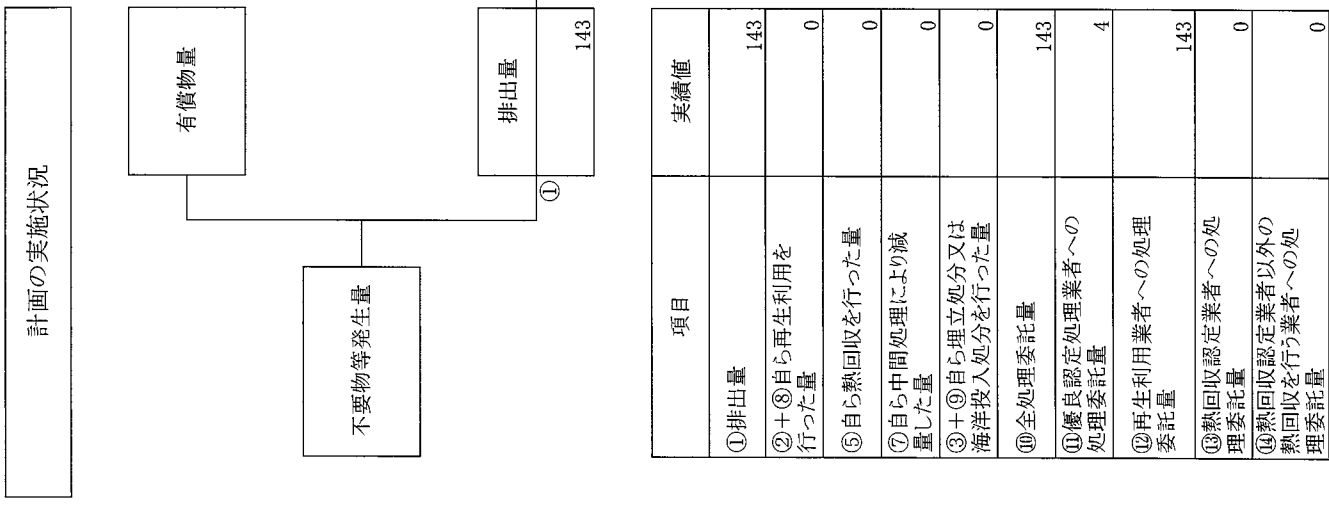 計画の実施状況
有償物量
不要物等発生量
①
排出量
143
項目 実績値
①排出量 143
②+⑧自ら再生利用を
行った量 0
⑤自ら熱回収を行った量 0
⑦自ら中間処理により減
量した量 0
③+⑨自ら埋立処分又は
海洋投入処分を行った量 0
⑩全処理委託量 143
⑪優良認定処理業者への
処理委託量 4
⑫再生利用業者への処理
委託量 143
⑬熱回収認定業者への処
理委託量 0
⑭熱回収認定業者以外の
熱回収を行う業者への処
理委託量 0